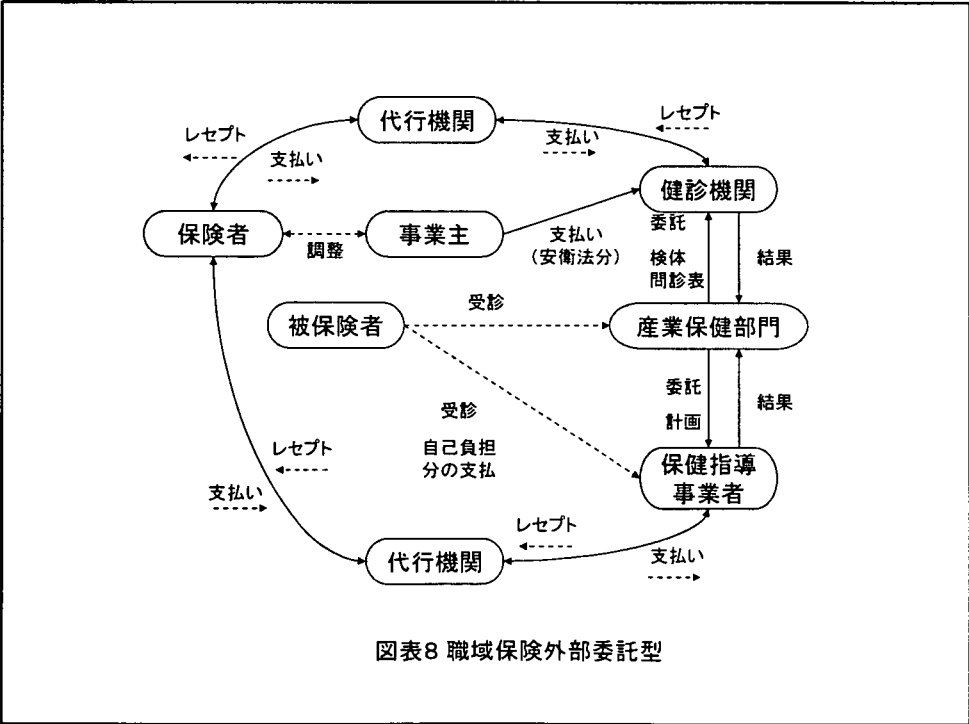 代行機関
レセプト
支払い
レセプト
支払い
健診機関
保険者
調整
事業主
支払い
(安衛法分)
委託
検体
問診表
結果
被保険者
受診
産業保健部門
委託
計画
結果
受診
自己負担
分の支払
保健指導
事業者
レセプト
支払い
代行機関
レセプト
支払い
図表8 職域保険外部委託型